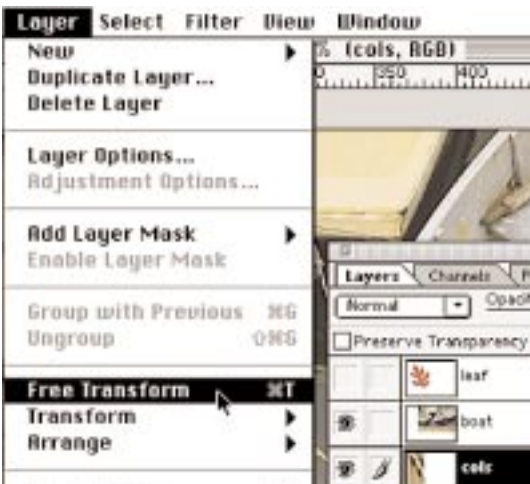 Layer Select Filter View Window
New
Duplicate Layer...
Delete Layer
Layer Options...
Adjustment Options...
Add Layer Mask
Enable Layer Mask
Group with Previous ⌘G
Ungroup ⇧⌘G
Free Transform ⌘T
Transform
Arrange
% (cols, RGB)
350 400
Layers Channels
Normal
Preserve Transparency
leaf
boat
cols